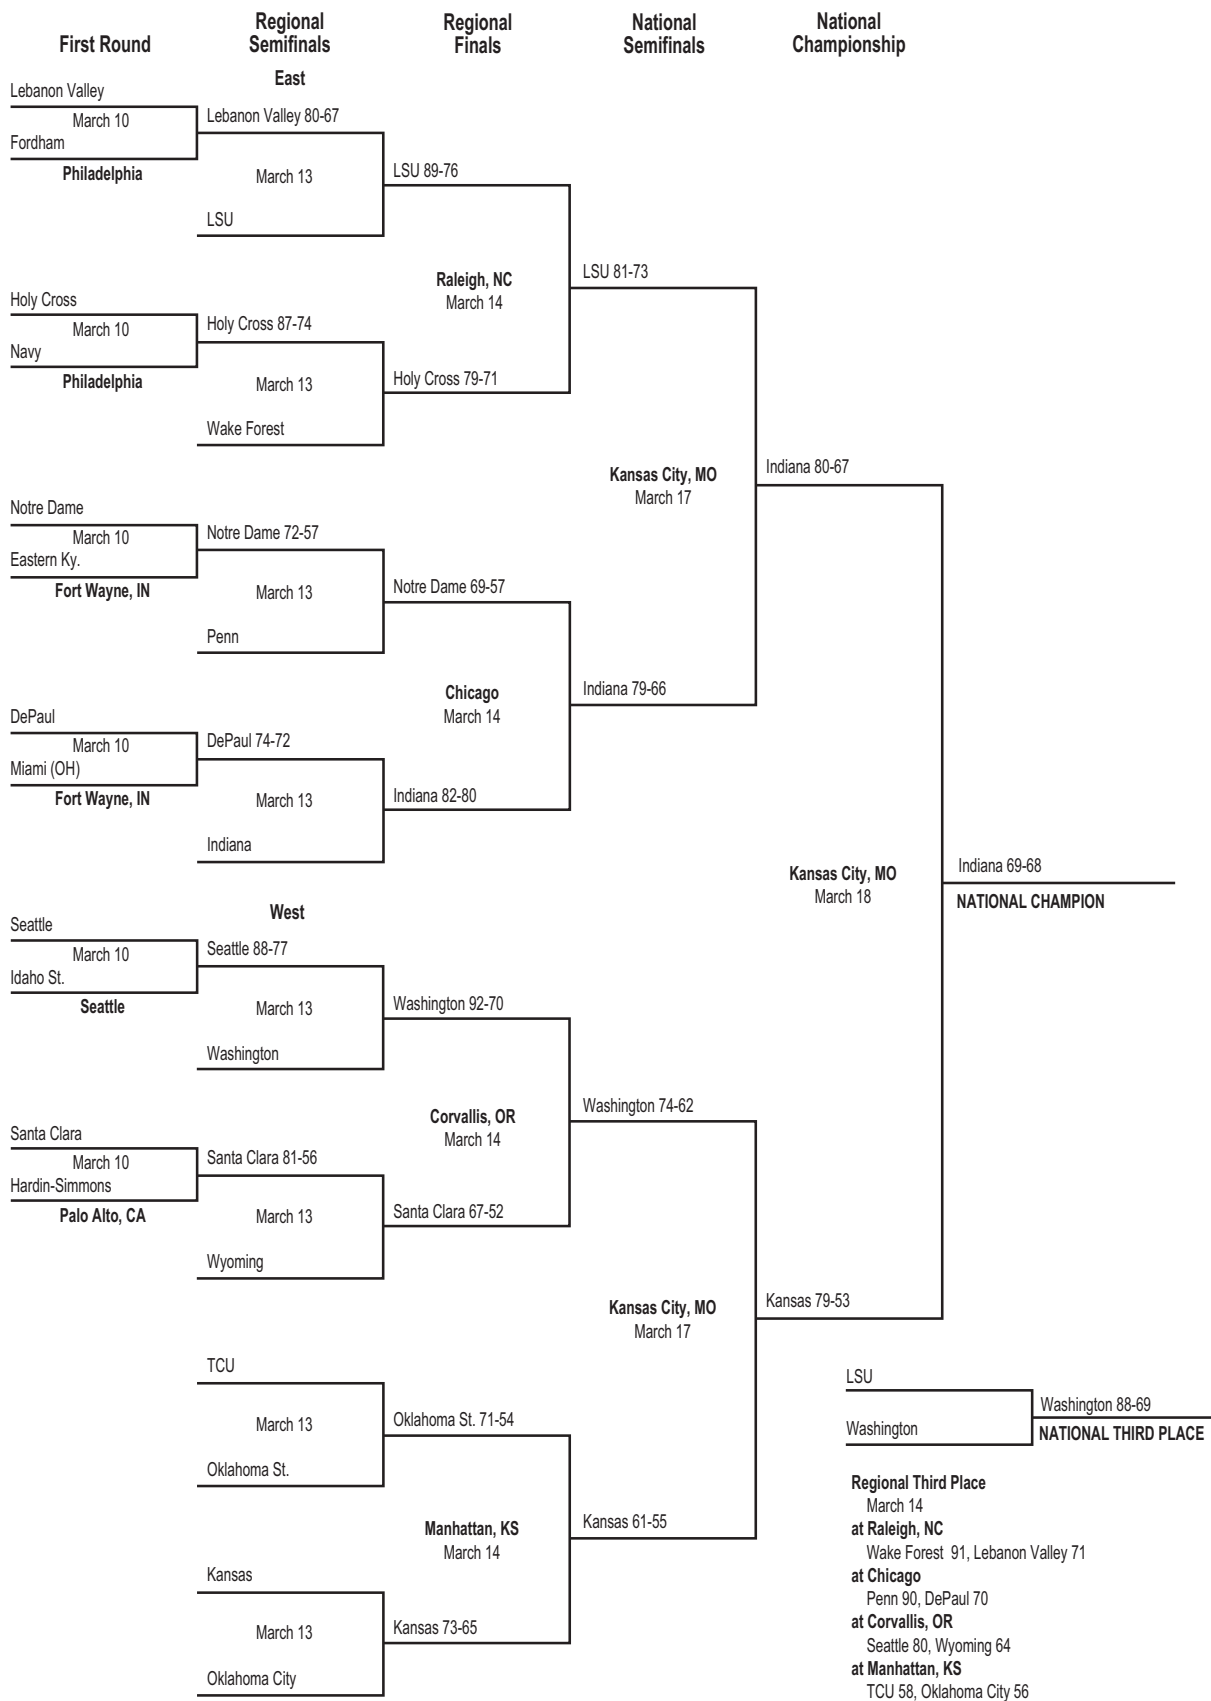 First Round
Regional
Semifinals
Regional
Finals
National
Semifinals
National
Championship
East
Lebanon Valley
March 10
Fordham
Philadelphia
Lebanon Valley 80-67
March 13
LSU
LSU 89-76
Holy Cross
March 10
Navy
Philadelphia
Holy Cross 87-74
March 13
Wake Forest
Holy Cross 79-71
Raleigh, NC
March 14
LSU 81-73
Notre Dame
March 10
Eastern Ky.
Fort Wayne, IN
Notre Dame 72-57
March 13
Penn
Notre Dame 69-57
DePaul
March 10
Miami (OH)
Fort Wayne, IN
DePaul 74-72
March 13
Indiana
Indiana 82-80
Chicago
March 14
Indiana 79-66
Kansas City, MO
March 17
Indiana 80-67
West
Seattle
March 10
Idaho St.
Seattle
Seattle 88-77
March 13
Washington
Washington 92-70
Santa Clara
March 10
Hardin-Simmons
Palo Alto, CA
Santa Clara 81-56
March 13
Wyoming
Santa Clara 67-52
Corvallis, OR
March 14
Washington 74-62
TCU
March 13
Oklahoma St.
Oklahoma St. 71-54
Kansas
March 13
Oklahoma City
Kansas 73-65
Manhattan, KS
March 14
Kansas 61-55
Kansas City, MO
March 17
Kansas 79-53
Kansas City, MO
March 18
Indiana 69-68
NATIONAL CHAMPION
LSU
Washington
Washington 88-69
NATIONAL THIRD PLACE
Regional Third Place
March 14
at Raleigh, NC
Wake Forest 91, Lebanon Valley 71
at Chicago
Penn 90, DePaul 70
at Corvallis, OR
Seattle 80, Wyoming 64
at Manhattan, KS
TCU 58, Oklahoma City 56